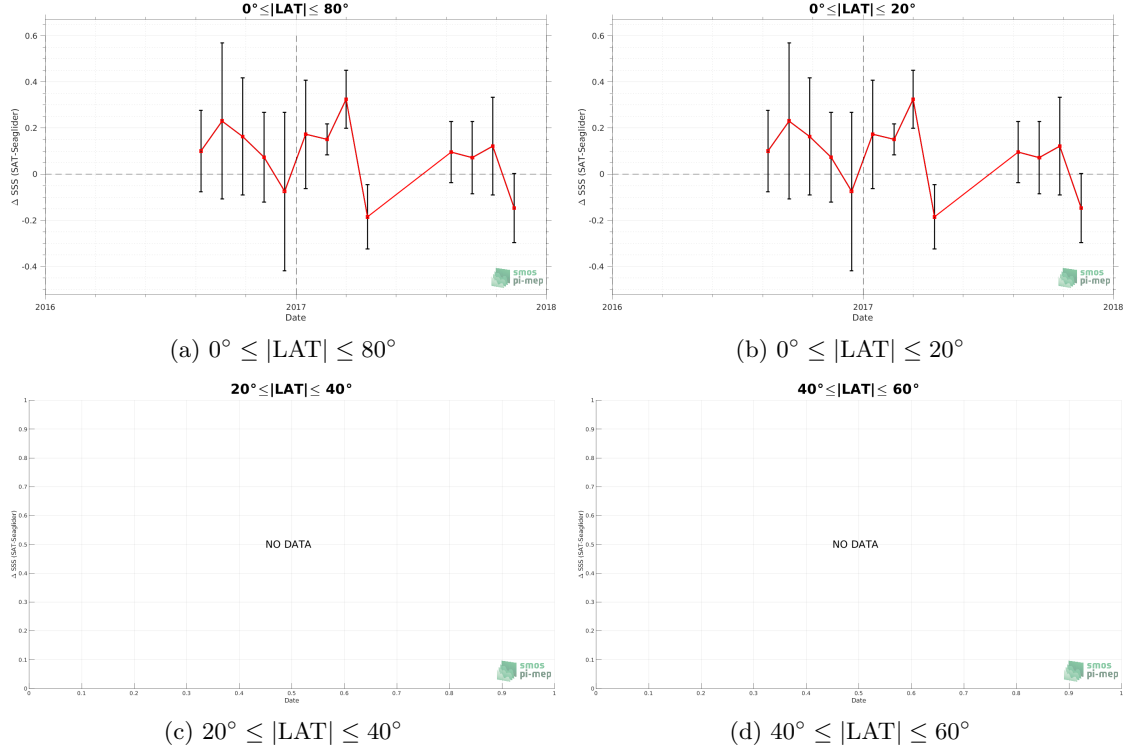 0°≤|LAT|≤ 80°
Δ SSS (SAT-Seaglider)
0.6
0.4
0.2
0
-0.2
-0.4
2016
2017
2018
Date
smos
pi-mep
(a) 0° ≤ |LAT| ≤ 80°
0°≤|LAT|≤ 20°
Δ SSS (SAT-Seaglider)
0.6
0.4
0.2
0
-0.2
-0.4
2016
2017
2018
Date
smos
pi-mep
(b) 0° ≤ |LAT| ≤ 20°
20°≤|LAT|≤ 40°
Δ SSS (SAT-Seaglider)
1
0.9
0.8
0.7
0.6
0.5
0.4
0.3
0.2
0.1
0
NO DATA
0 0.1 0.2 0.3 0.4 0.5 0.6 0.7 0.8 0.9 1
Date
smos
pi-mep
(c) 20° ≤ |LAT| ≤ 40°
40°≤|LAT|≤ 60°
Δ SSS (SAT-Seaglider)
1
0.9
0.8
0.7
0.6
0.5
0.4
0.3
0.2
0.1
0
NO DATA
0 0.1 0.2 0.3 0.4 0.5 0.6 0.7 0.8 0.9 1
Date
smos
pi-mep
(d) 40° ≤ |LAT| ≤ 60°